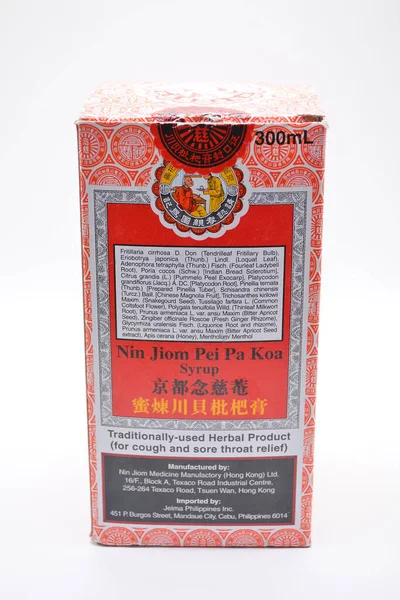 300mL
Fritillaria cirrhosa D. Don (Tendrilleaf Fritillary Bulb),
Eriobotrya japonica (Thunb.) Lindl. (Loquat Leaf),
Adenophora tetraphylla (Thunb.) Fisch. (Fourleaf Ladybell
Root), Poria cocos (Schw.) [Indian Bread Sclerotium],
Citrus grandis (L.) [Pummelo Peel Exocarp], Platycodon
grandiflorus (Jacq.) A. DC. [Platycodon Root], Pinellia ternata
(Thunb.) [Prepared Pinellia Tuber], Schisandra chinensis
(Turcz.) Baill. [Chinese Magnolia Fruit], Trichosanthes kirilowii
Maxim. (Snakegourd Seed), Tussilago farfara L. (Common
Coltsfoot Flower), Polygala tenuifolia Willd. (Thinleaf Milkwort),
Prunus armeniaca L. var. ansu Maxim (Bitter Apricot
Seed), Zingiber officinale Roscoe (Fresh Ginger Rhizome),
Glycyrrhiza uralensis Fisch. (Liquorice Root and rhizome),
Prunus armeniaca L. var. ansu Maxim (Bitter Apricot Seed
extract), Apis cerana (Honey), Menthol
Nin Jiom Pei Pa Koa
Syrup
京都念慈菴
蜜煉川貝枇杷膏
Traditionally-used Herbal Product
(for cough and sore throat relief)
Manufactured by:
Nin Jiom Medicine Manufactory (Hong Kong) Ltd.
16/F., Block A, Texaco Road Industrial Centre,
256-264 Texaco Road, Tsuen Wan, Hong Kong
Imported by:
Jelma Philippines Inc.
451 P. Burgos Street, Mandaue City, Cebu, Philippines 6014